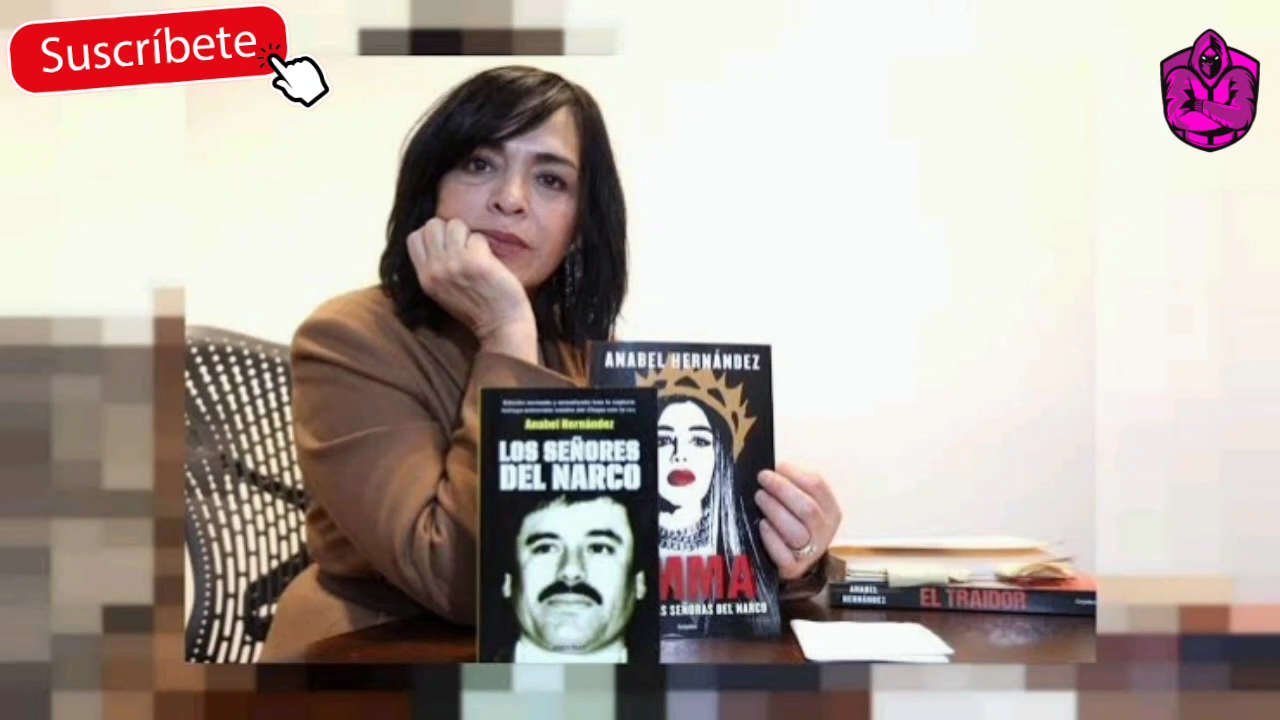 Suscríbete
ANABEL HERNÁNDEZ
Anabel Hernández
LOS SEÑORES
DEL NARCO
MMA
S SEÑORAS DEL NARCO
ANABEL
HERNÁNDEZ
EL TRAIDOR